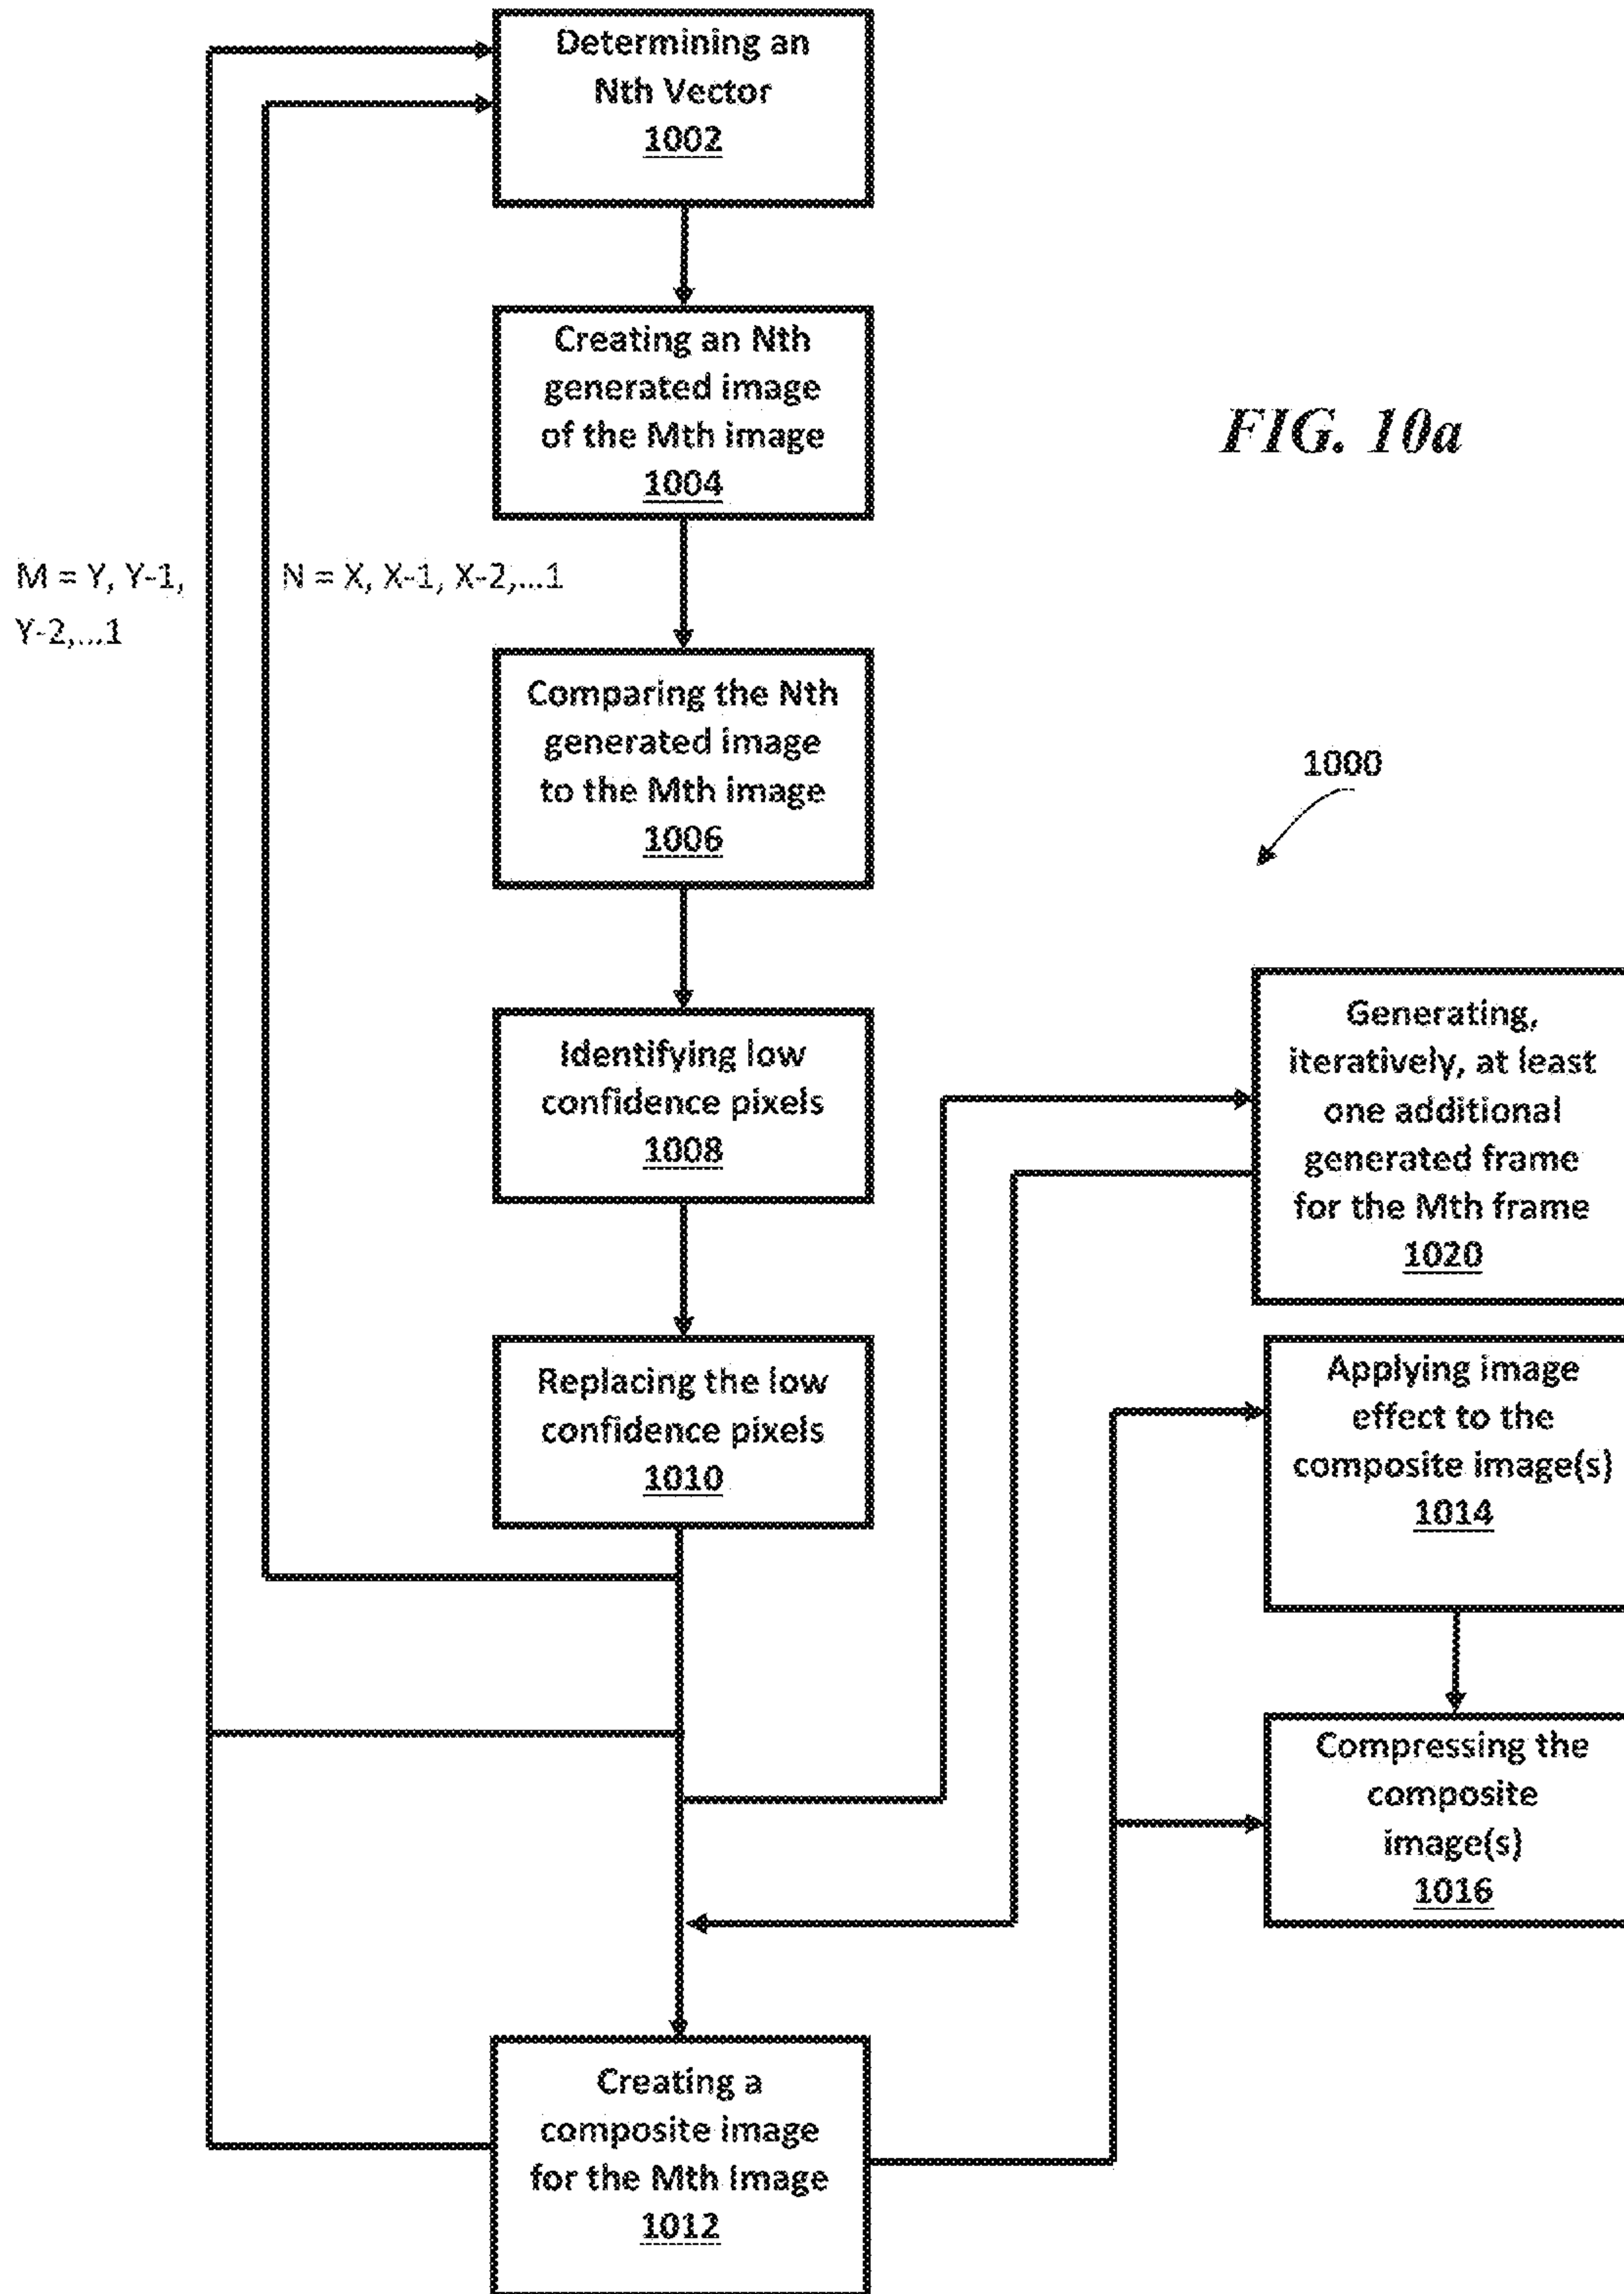 Determining an
Nth Vector
1002
Creating an Nth
generated image
of the Mth image
1004
FIG. 10a
M = Y, Y-1,
Y-2,...1
N = X, X-1, X-2,...1
Comparing the Nth
generated image
to the Mth image
1006
1000
Identifying low
confidence pixels
1008
Generating,
iteratively, at least
one additional
generated frame
for the Mth frame
1020
Replacing the low
confidence pixels
1010
Applying image
effect to the
composite image(s)
1014
Compressing the
composite
image(s)
1016
Creating a
composite image
for the Mth image
1012